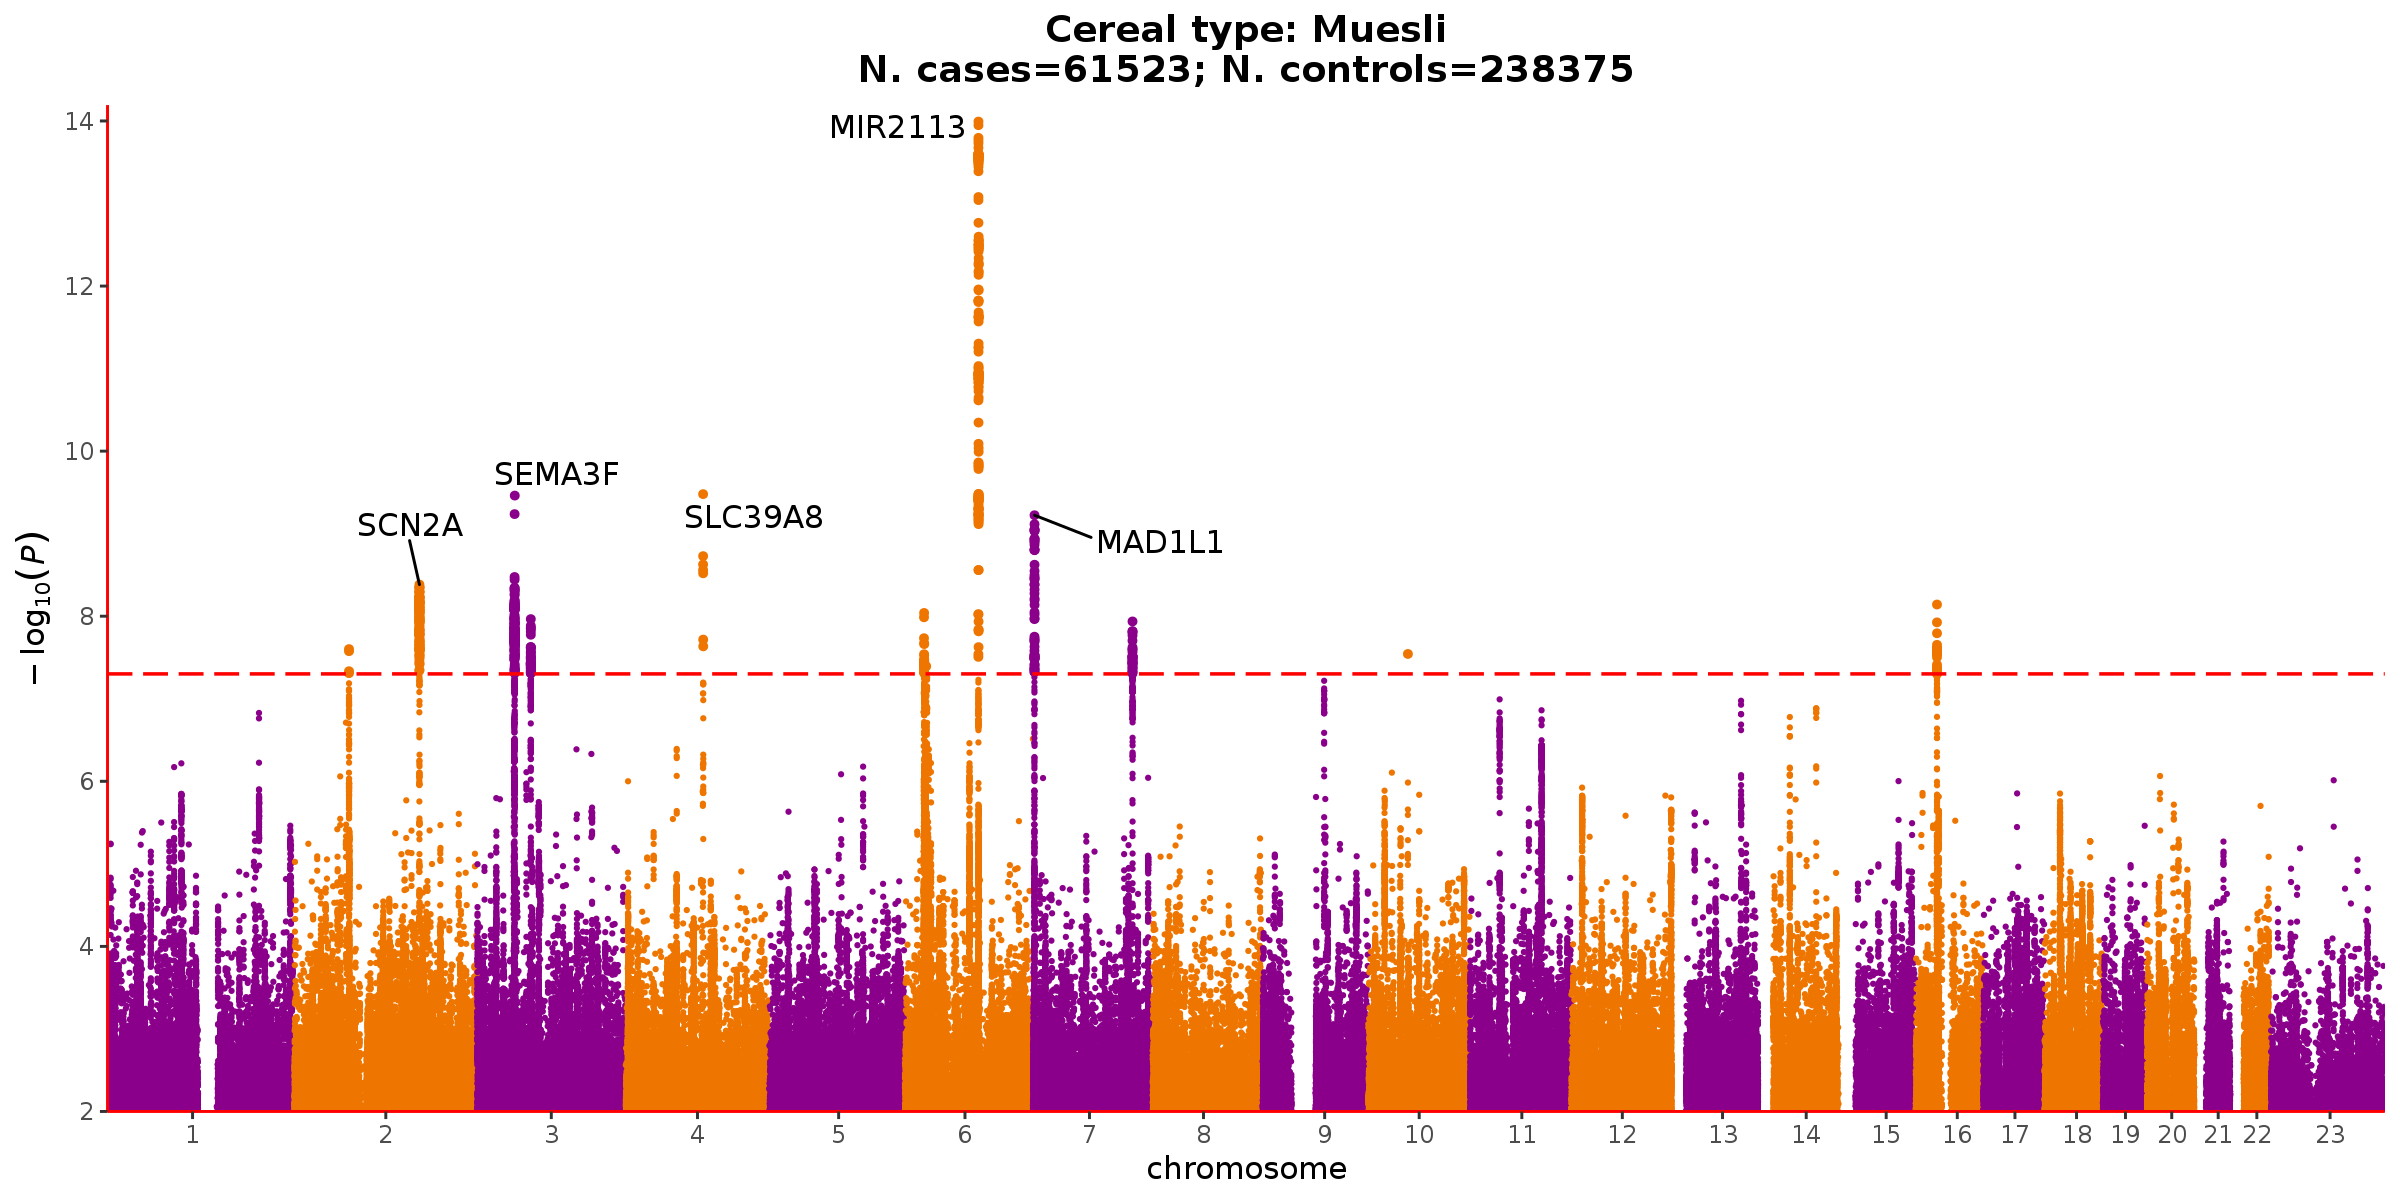 Cereal type: Muesli
N. cases=61523; N. controls=238375
14
12
10
8
6
4
2
−log10(P)
MIR2113
SEMA3F
SCN2A
SLC39A8
MAD1L1
1 2 3 4 5 6 7 8 9 10 11 12 13 14 15 16 17 18 19 20 21 22 23
chromosome